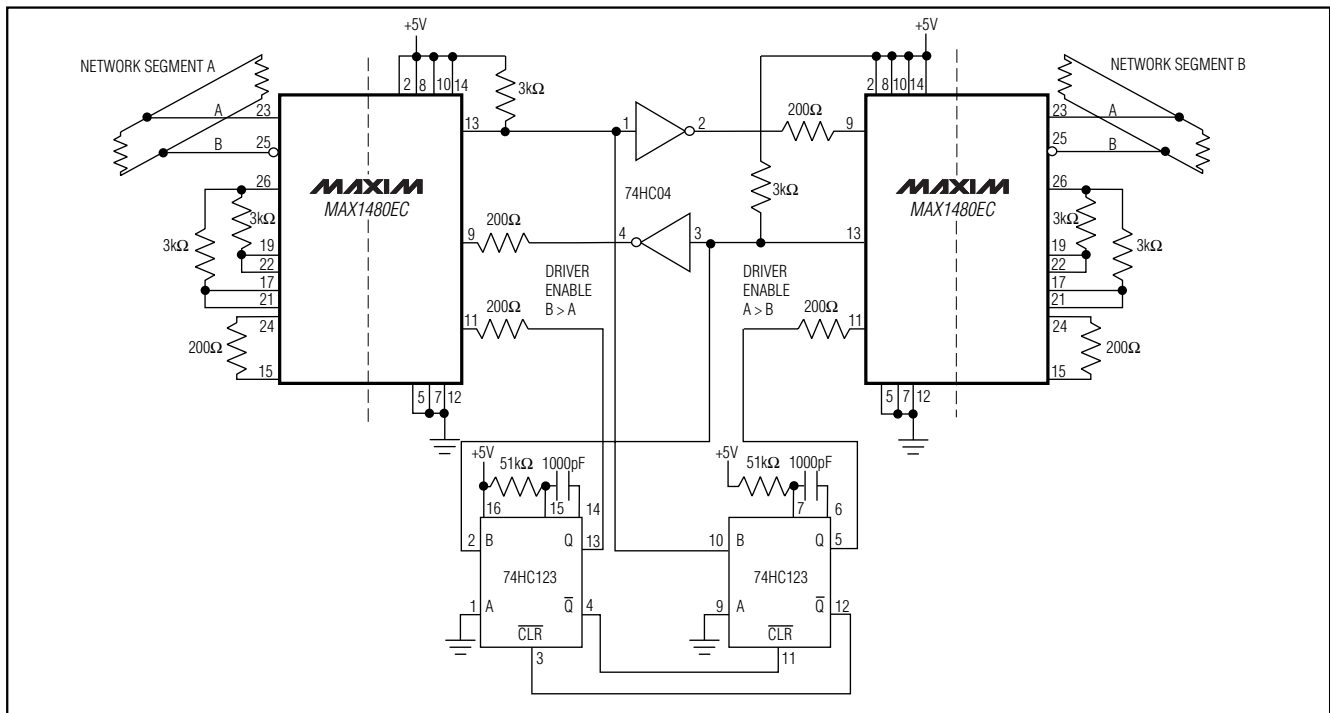 +5V
+5V
NETWORK SEGMENT A
NETWORK SEGMENT B
2 8 10 14
2 8 10 14
3kΩ
A 23
13
1
2
200Ω
9
23 A
B 25
25 B
MAXIM
MAX1480EC
74HC04
3kΩ
MAXIM
MAX1480EC
26
26
3kΩ
3kΩ
200Ω
4
3
13
9
3kΩ
3kΩ
19
19
22
22
17
17
21
21
DRIVER
ENABLE
B > A
DRIVER
ENABLE
A > B
11
200Ω
200Ω
11
24
24
200Ω
200Ω
15
15
5 7 12
5 7 12
+5V
51kΩ
1000pF
+5V
51kΩ
1000pF
16
15
14
7
6
2
B
Q
13
10
B
Q
5
74HC123
74HC123
1
A
Q
4
9
A
Q
12
CLR
CLR
3
11